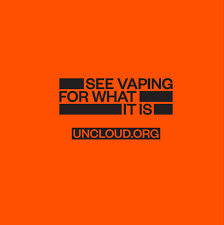 SEE VAPING
FOR WHAT
IT IS
UNCLOUD.ORG